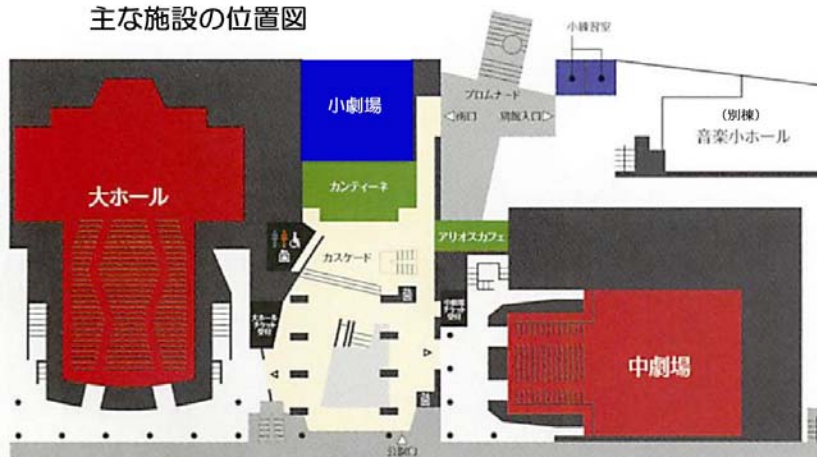 主な施設の位置図
小練習室
プロムナード
小劇場
街口
別館入口
(別棟)
音楽小ホール
大ホール
カンティーネ
アリオスカフェ
カスケード
大ホール
チケット
受付
中劇場
チケット
受付
中劇場
公園口